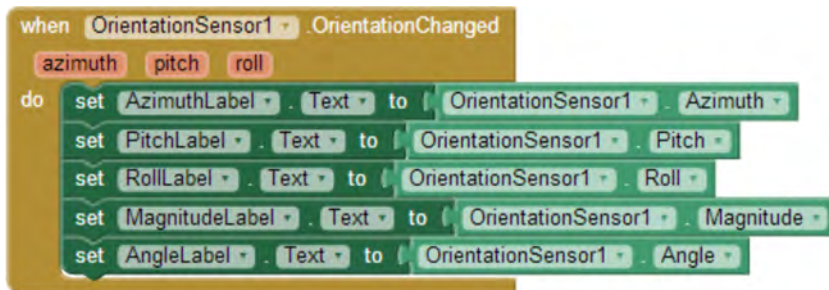 when OrientationSensor1 .OrientationChanged
azimuth pitch roll
do set AzimuthLabel . Text to OrientationSensor1 . Azimuth
set PitchLabel . Text to OrientationSensor1 . Pitch
set RollLabel . Text to OrientationSensor1 . Roll
set MagnitudeLabel . Text to OrientationSensor1 . Magnitude
set AngleLabel . Text to OrientationSensor1 . Angle